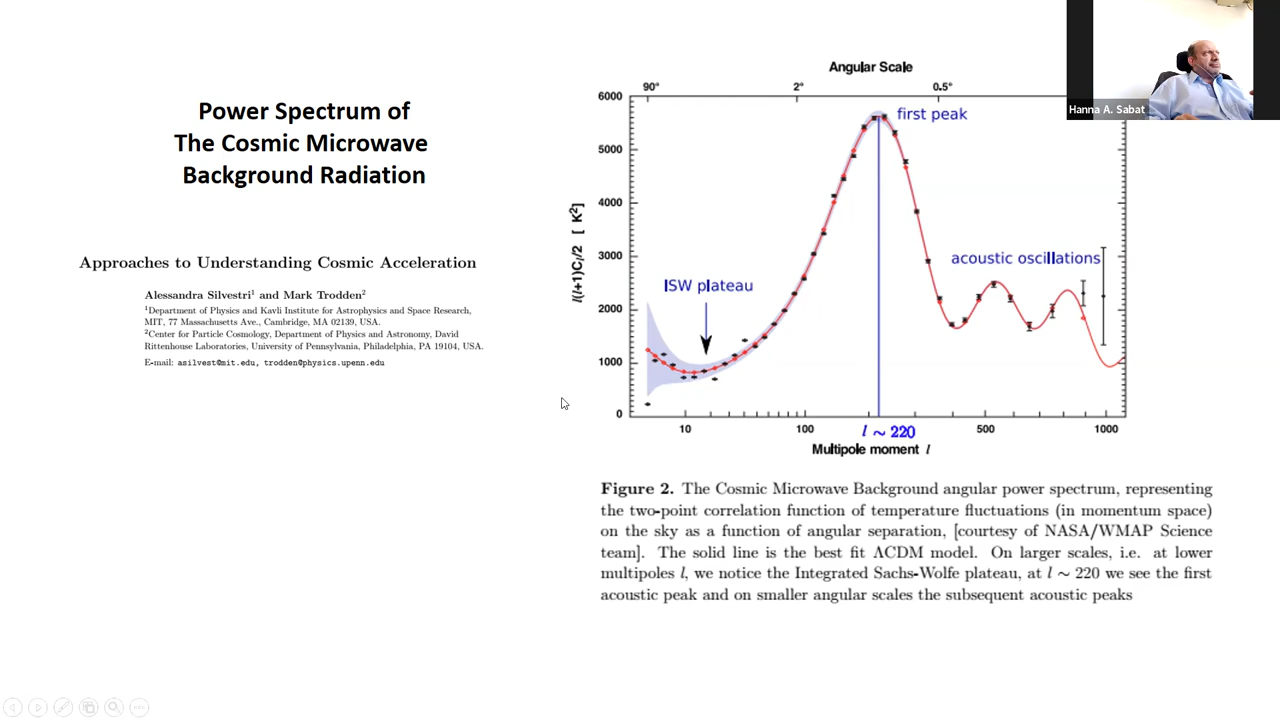 Power Spectrum of
The Cosmic Microwave
Background Radiation
Approaches to Understanding Cosmic Acceleration
Alessandra Silvestri¹ and Mark Trodden²
¹Department of Physics and Kavli Institute for Astrophysics and Space Research,
MIT, 77 Massachusetts Ave., Cambridge, MA 02139, USA.
²Center for Particle Cosmology, Department of Physics and Astronomy, David
Rittenhouse Laboratories, University of Pennsylvania, Philadelphia, PA 19104, USA.
E-mail: asilvest@mit.edu, trodden@physics.upenn.edu
Angular Scale
90° 2° 0.5°
6000
5000
4000
3000
2000
1000
0
l(l+1)Cₗ/2 [ K²]
first peak
acoustic oscillations
ISW plateau
10 100 l ~ 220 500 1000
Multipole moment l
Figure 2. The Cosmic Microwave Background angular power spectrum, representing
the two-point correlation function of temperature fluctuations (in momentum space)
on the sky as a function of angular separation, [courtesy of NASA/WMAP Science
team]. The solid line is the best fit ΛCDM model. On larger scales, i.e. at lower
multipoles l, we notice the Integrated Sachs-Wolfe plateau, at l ~ 220 we see the first
acoustic peak and on smaller angular scales the subsequent acoustic peaks
Hanna A. Sabat